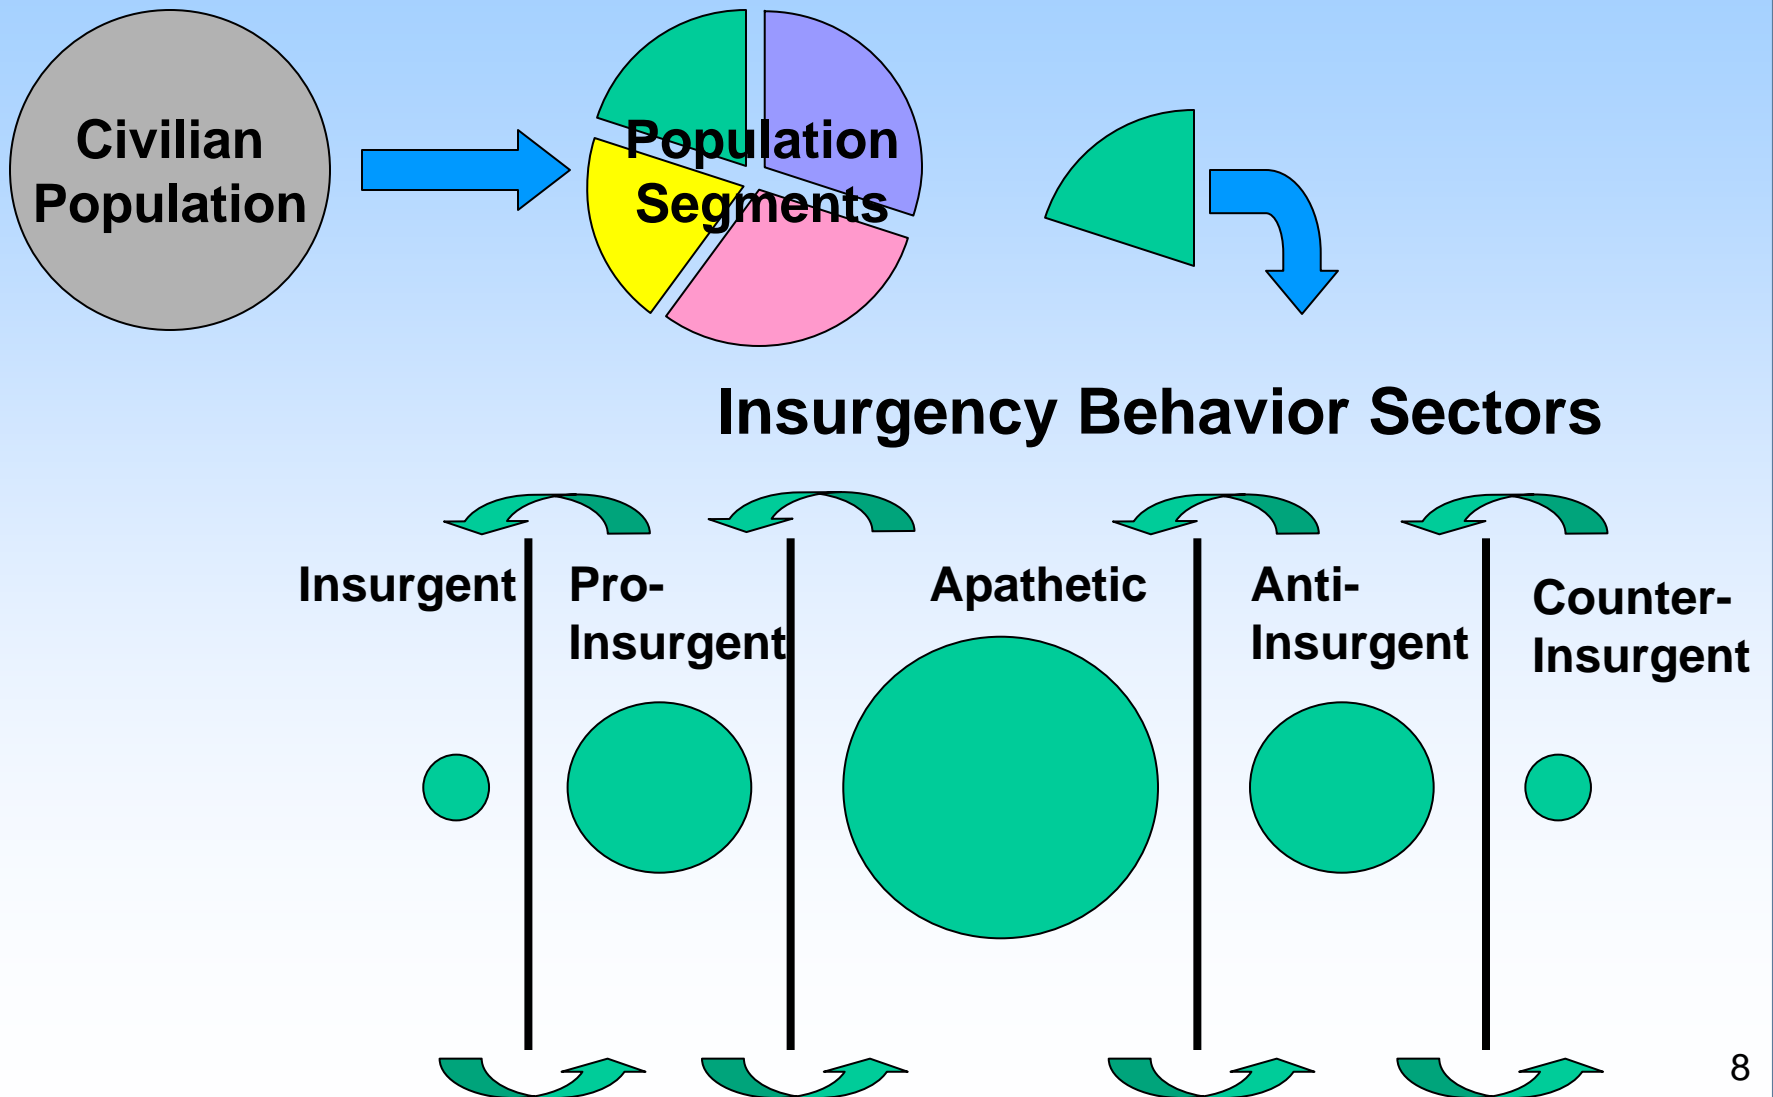 Civilian
Population
Population
Segments
Insurgency Behavior Sectors
Insurgent
Pro-
Insurgent
Apathetic
Anti-
Insurgent
Counter-
Insurgent
8